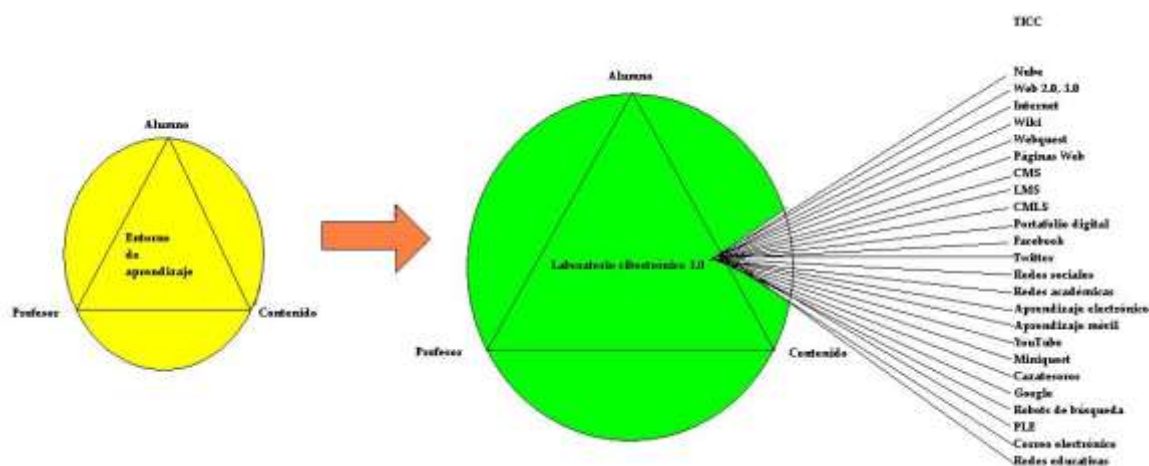 Alumno
Entorno
de
aprendizaje
Profesor
Contenido
Alumno
Laboratorio cibertrónico 3.0
Profesor
Contenido
TICC
Nube
Web 2.0, 3.0
Internet
Wiki
Webquest
Páginas Web
CMS
LMS
CMLS
Portafolio digital
Facebook
Twitter
Redes sociales
Redes académicas
Aprendizaje electrónico
Aprendizaje móvil
YouTube
Miniquest
Cazatesoros
Google
Robots de búsqueda
PLE
Correo electrónico
Redes educativas